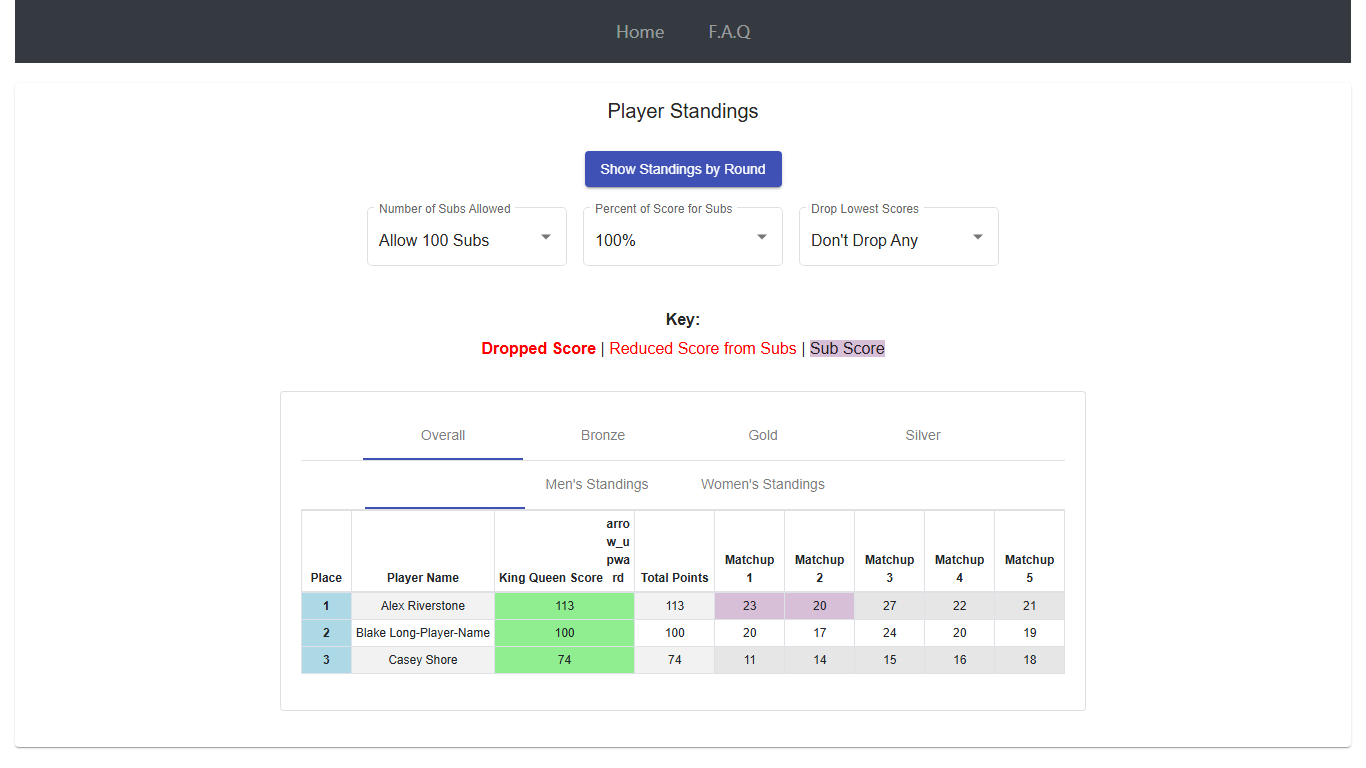 Home F.A.Q
Player Standings
Show Standings by Round
Number of Subs Allowed Percent of Score for Subs Drop Lowest Scores
Allow 100 Subs 100% Don't Drop Any
Key:
Dropped Score | Reduced Score from Subs | Sub Score
Overall Bronze Gold Silver
Men's Standings Women's Standings
Place Player Name King Queen Score arro
w_u
pwa
rd Total Points Matchup
1 Matchup
2 Matchup
3 Matchup
4 Matchup
5
1 Alex Riverstone 113 113 23 20 27 22 21
2 Blake Long-Player-Name 100 100 20 17 24 20 19
3 Casey Shore 74 74 11 14 15 16 18